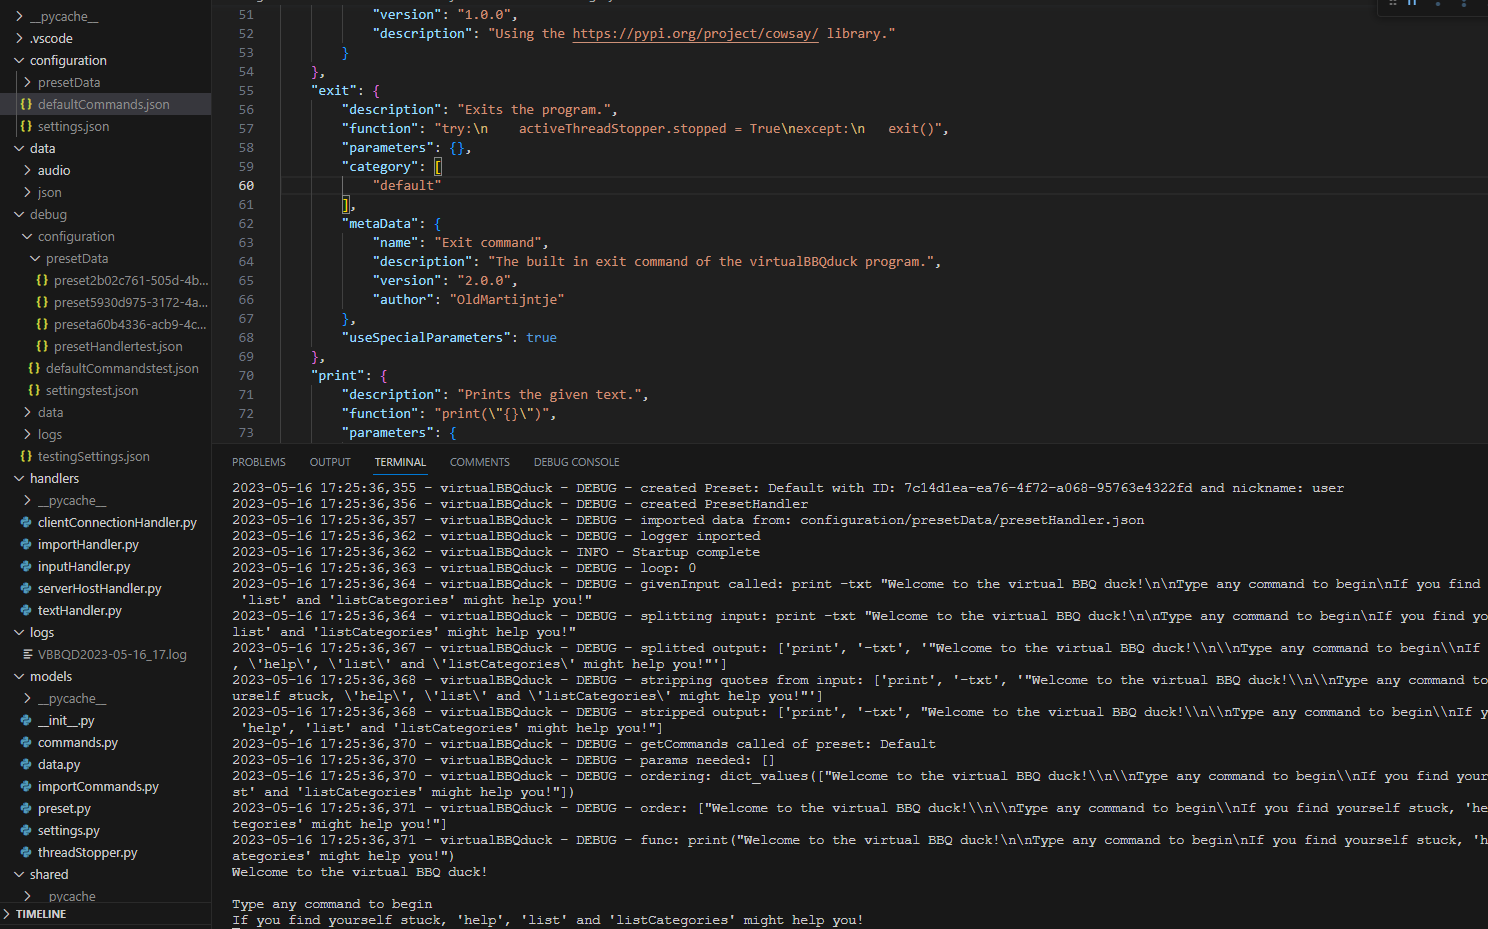 __pycache__
.vscode
configuration
presetData
defaultCommands.json
settings.json
data
audio
json
debug
configuration
presetData
preset2b02c761-505d-4b...
preset5930d975-3172-4a...
preseta60b4336-acb9-4c...
presetHandlertest.json
defaultCommandstest.json
settingstest.json
data
logs
testingSettings.json
handlers
__pycache__
clientConnectionHandler.py
importHandler.py
inputHandler.py
serverHostHandler.py
textHandler.py
logs
VBBQD2023-05-16_17.log
models
__pycache__
__init__.py
commands.py
data.py
importCommands.py
preset.py
settings.py
threadStopper.py
shared
pycache
TIMELINE
51 "version": "1.0.0",
52 "description": "Using the https://pypi.org/project/cowsay/ library."
53 }
54 },
55 "exit": {
56 "description": "Exits the program.",
57 "function": "try:\n    activeThreadStopper.stopped = True\nexcept:\n   exit()",
58 "parameters": {},
59 "category": [
60 "default"
61 ],
62 "metaData": {
63 "name": "Exit command",
64 "description": "The built in exit command of the virtualBBQduck program.",
65 "version": "2.0.0",
66 "author": "OldMartijntje"
67 },
68 "useSpecialParameters": true
69 },
70 "print": {
71 "description": "Prints the given text.",
72 "function": "print(\"{}\")",
73 "parameters": {
PROBLEMS OUTPUT TERMINAL COMMENTS DEBUG CONSOLE
2023-05-16 17:25:36,355 - virtualBBQduck - DEBUG - created Preset: Default with ID: 7c14d1ea-ea76-4f72-a068-95763e4322fd and nickname: user
2023-05-16 17:25:36,356 - virtualBBQduck - DEBUG - created PresetHandler
2023-05-16 17:25:36,357 - virtualBBQduck - DEBUG - imported data from: configuration/presetData/presetHandler.json
2023-05-16 17:25:36,362 - virtualBBQduck - DEBUG - logger inported
2023-05-16 17:25:36,362 - virtualBBQduck - INFO - Startup complete
2023-05-16 17:25:36,363 - virtualBBQduck - DEBUG - loop: 0
2023-05-16 17:25:36,364 - virtualBBQduck - DEBUG - givenInput called: print -txt "Welcome to the virtual BBQ duck!\n\nType any command to begin\nIf you find
'list' and 'listCategories' might help you!"
2023-05-16 17:25:36,364 - virtualBBQduck - DEBUG - splitting input: print -txt "Welcome to the virtual BBQ duck!\n\nType any command to begin\nIf you find yo
list' and 'listCategories' might help you!"
2023-05-16 17:25:36,367 - virtualBBQduck - DEBUG - splitted output: ['print', '-txt', '"Welcome to the virtual BBQ duck!\\n\\nType any command to begin\\nIf
, \'help\', \'list\' and \'listCategories\' might help you!"']
2023-05-16 17:25:36,368 - virtualBBQduck - DEBUG - stripping quotes from input: ['print', '-txt', '"Welcome to the virtual BBQ duck!\\n\\nType any command to
urself stuck, \'help\', \'list\' and \'listCategories\' might help you!"']
2023-05-16 17:25:36,368 - virtualBBQduck - DEBUG - stripped output: ['print', '-txt', "Welcome to the virtual BBQ duck!\\n\\nType any command to begin\\nIf y
'help', 'list' and 'listCategories' might help you!"]
2023-05-16 17:25:36,370 - virtualBBQduck - DEBUG - getCommands called of preset: Default
2023-05-16 17:25:36,370 - virtualBBQduck - DEBUG - params needed: []
2023-05-16 17:25:36,370 - virtualBBQduck - DEBUG - ordering: dict_values(["Welcome to the virtual BBQ duck!\\n\\nType any command to begin\\nIf you find your
st' and 'listCategories' might help you!"])
2023-05-16 17:25:36,371 - virtualBBQduck - DEBUG - order: ["Welcome to the virtual BBQ duck!\\n\\nType any command to begin\\nIf you find yourself stuck, 'he
tegories' might help you!"]
2023-05-16 17:25:36,371 - virtualBBQduck - DEBUG - func: print("Welcome to the virtual BBQ duck!\n\nType any command to begin\nIf you find yourself stuck, 'h
ategories' might help you!")
Welcome to the virtual BBQ duck!
Type any command to begin
If you find yourself stuck, 'help', 'list' and 'listCategories' might help you!